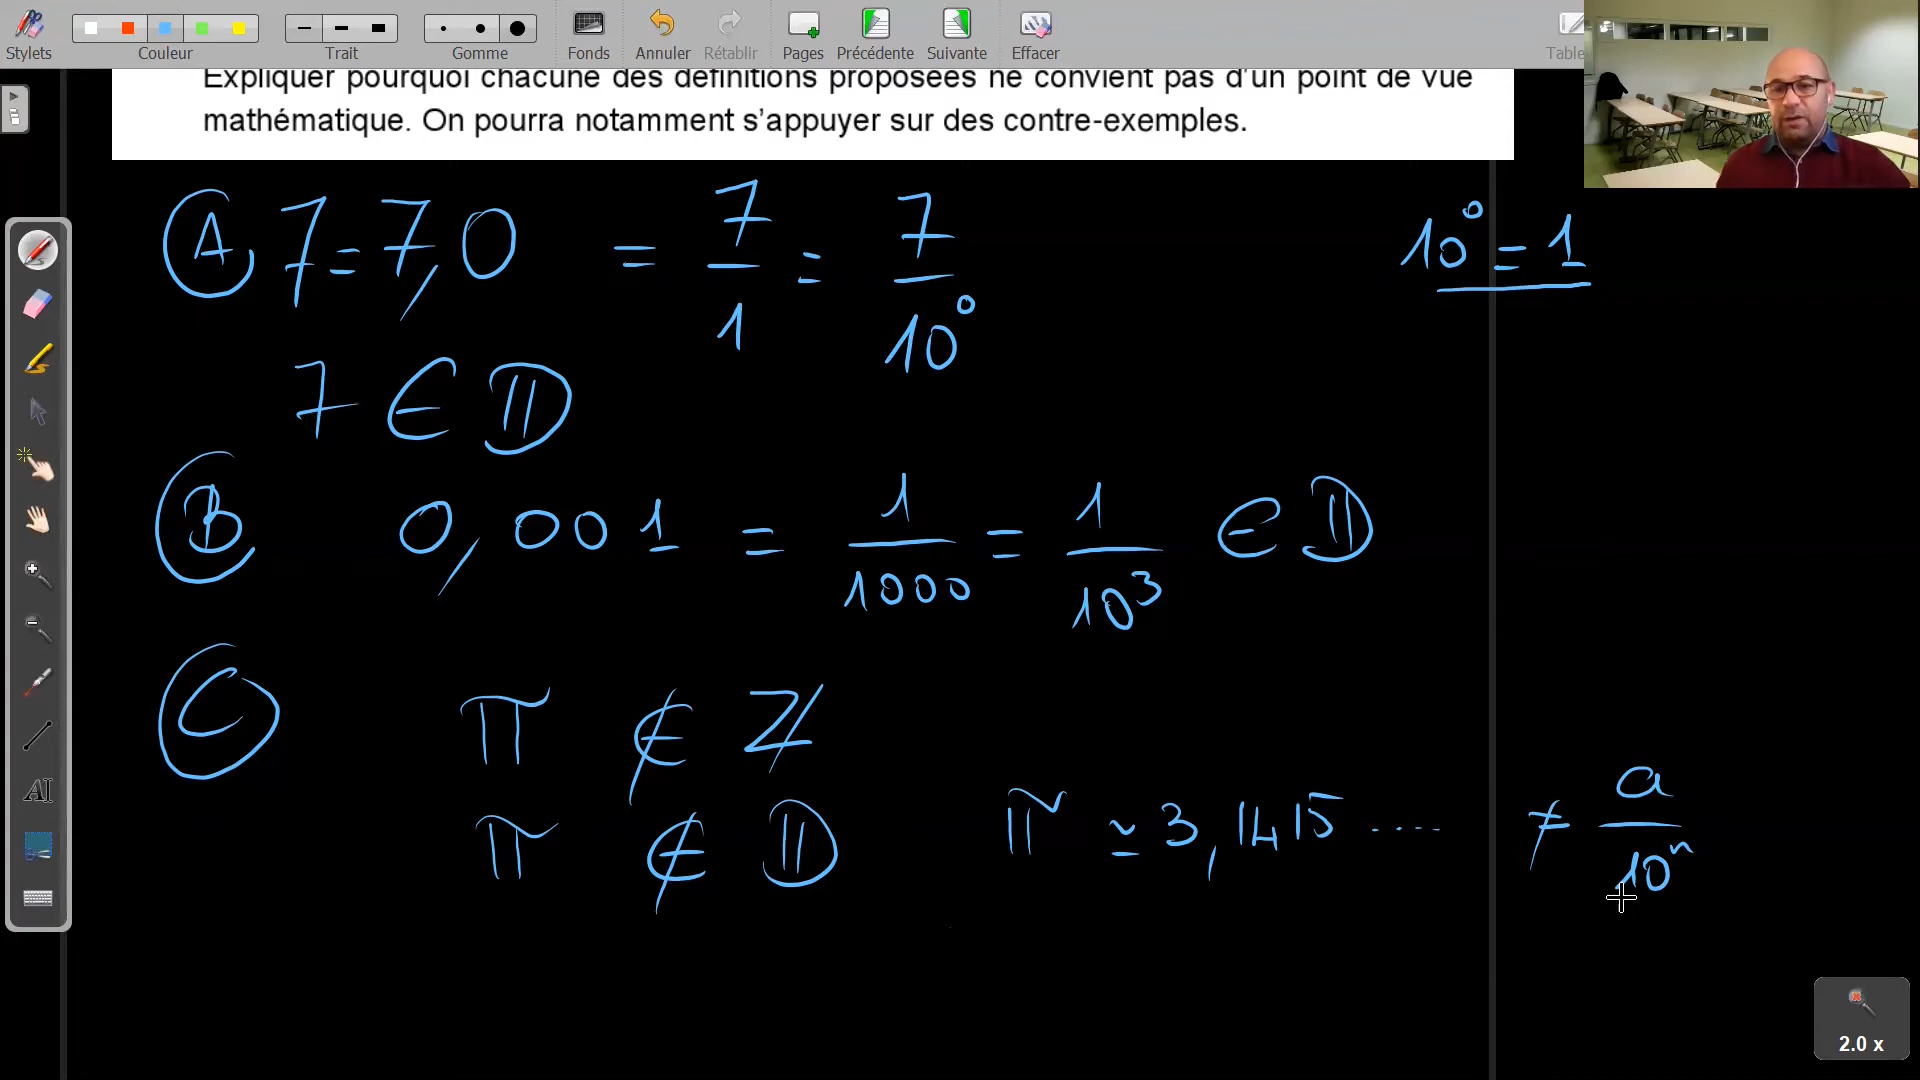 Stylets Couleur Trait Gomme Fonds Annuler Rétablir Pages Précédente Suivante Effacer Table
Expliquer pourquoi chacune des définitions proposées ne convient pas d'un point de vue
mathématique. On pourra notamment s'appuyer sur des contre-exemples.
A 7 = 7,0 = 7/1 = 7/10⁰
10⁰ = 1
7 ∈ 𝔻
B 0,001 = 1/1000 = 1/10³ ∈ 𝔻
C π ∉ ℤ
π ∉ 𝔻 π ≃ 3,1415 .... ≠ a/10ⁿ
AI
2.0 x